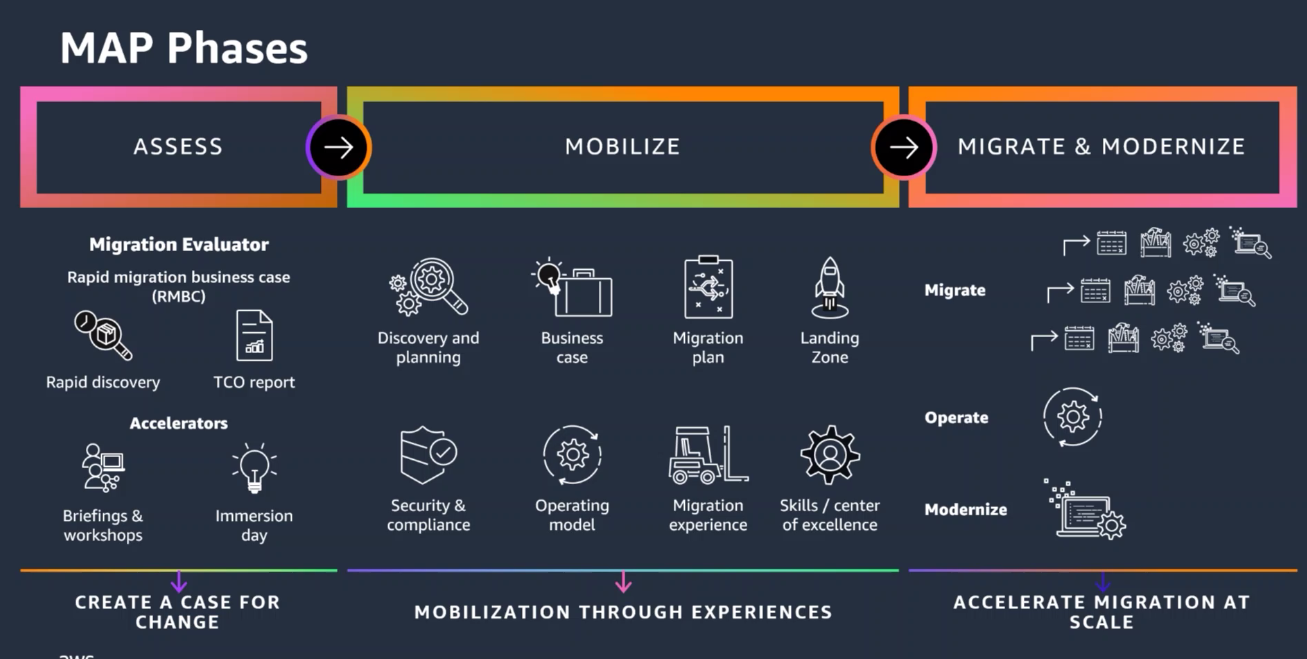 MAP Phases
ASSESS
MOBILIZE
MIGRATE & MODERNIZE
Migration Evaluator
Rapid migration business case
(RMBC)
Rapid discovery
TCO report
Accelerators
Briefings &
workshops
Immersion
day
Discovery and
planning
Business
case
Migration
plan
Landing
Zone
Security &
compliance
Operating
model
Migration
experience
Skills / center
of excellence
Migrate
Operate
Modernize
CREATE A CASE FOR
CHANGE
MOBILIZATION THROUGH EXPERIENCES
ACCELERATE MIGRATION AT
SCALE
aws